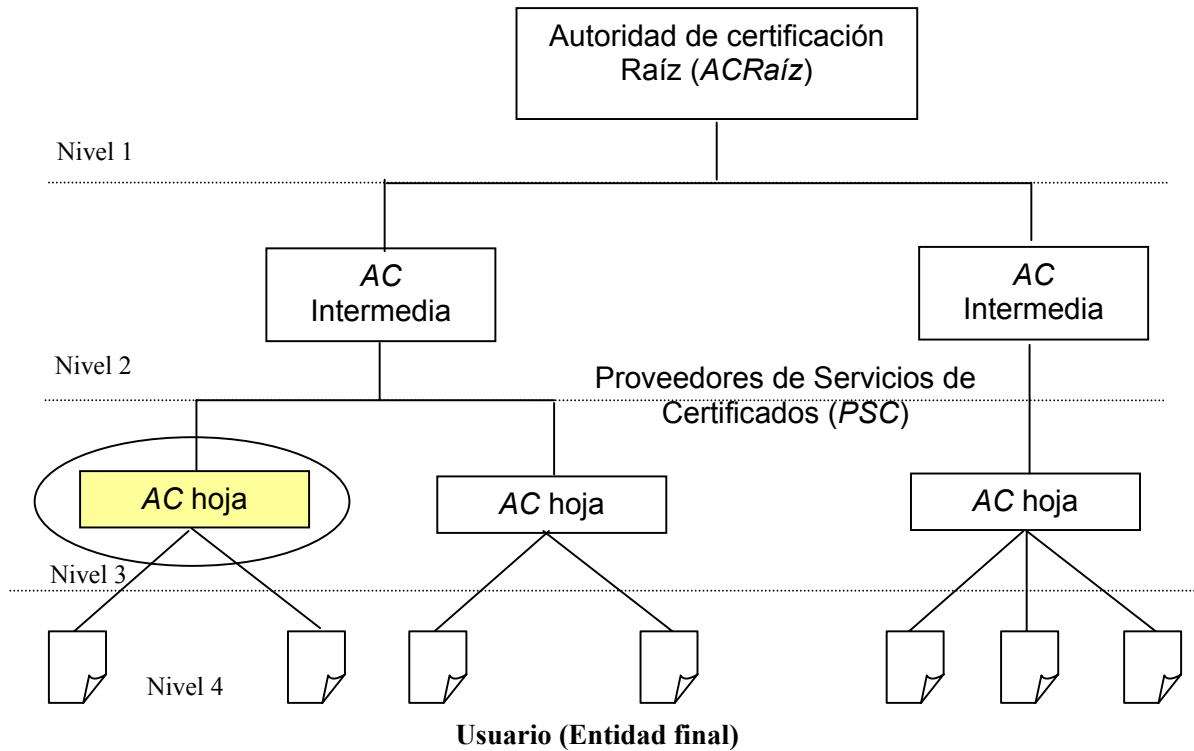 Autoridad de certificación
Raíz (ACRaíz)
Nivel 1
AC
Intermedia
AC
Intermedia
Nivel 2
Proveedores de Servicios de
Certificados (PSC)
AC hoja
AC hoja
AC hoja
Nivel 3
Nivel 4
Usuario (Entidad final)